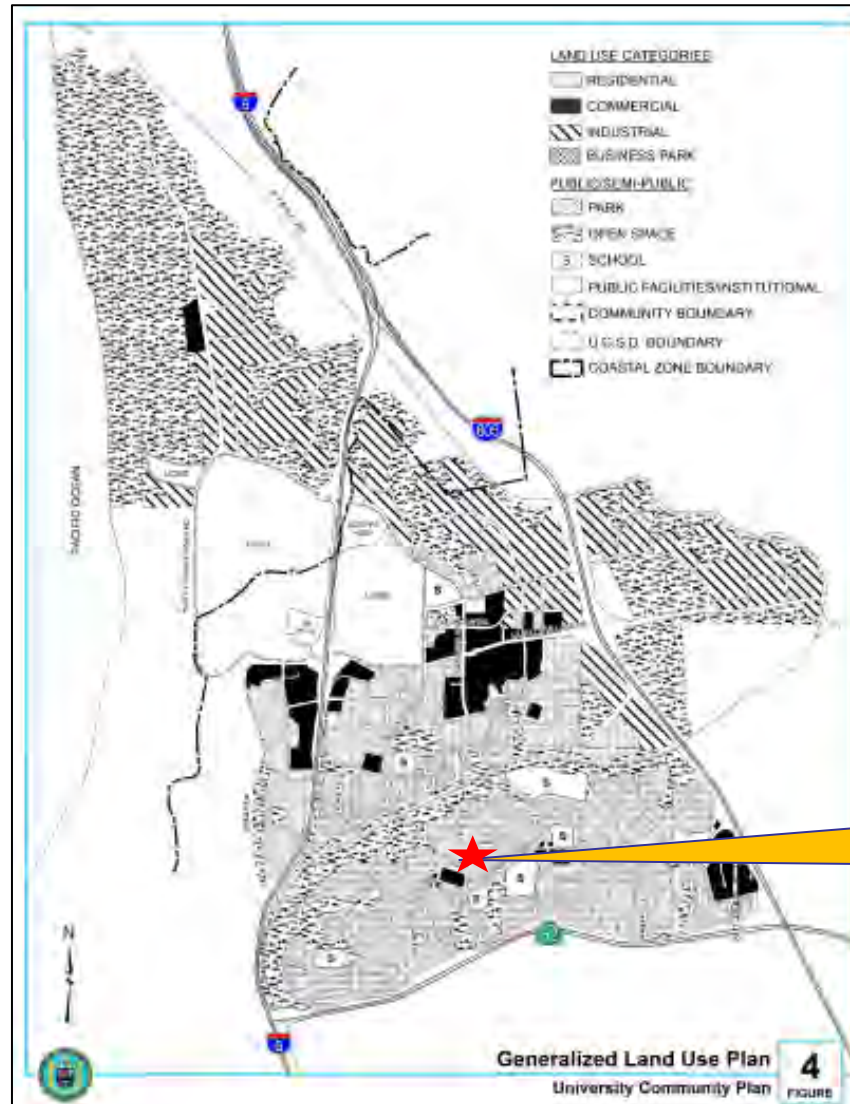 LAND USE CATEGORIES
RESIDENTIAL
COMMERCIAL
INDUSTRIAL
BUSINESS PARK
PUBLIC/SEMI-PUBLIC
PARK
OPEN SPACE
S SCHOOL
PUBLIC FACILITIES/INSTITUTIONAL
COMMUNITY BOUNDARY
U.C.S.D. BOUNDARY
COASTAL ZONE BOUNDARY
5
805
PACIFIC OCEAN
UCSD
UCSD
S
S
S
S
S
S
S
52
N
5
Generalized Land Use Plan
University Community Plan
4
FIGURE